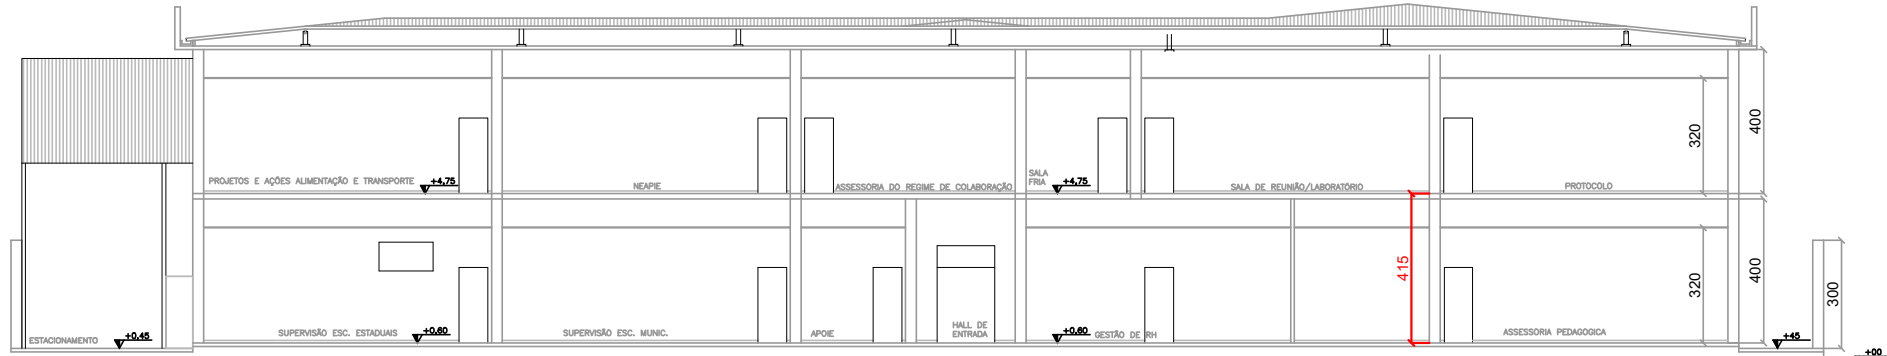 320
400
PROJETOS E AÇÕES ALIMENTAÇÃO E TRANSPORTE
+4,75
NEAPIE
ASSESSORIA DO REGIME DE COLABORAÇÃO
SALA
FRIA
+4,75
SALA DE REUNIÃO/LABORATÓRIO
PROTOCOLO
415
320
400
300
ESTACIONAMENTO
+0,45
SUPERVISÃO ESC. ESTADUAIS
+0,60
SUPERVISÃO ESC. MUNIC.
APOIE
HALL DE
ENTRADA
+0,60
GESTÃO DE RH
ASSESSORIA PEDAGOGICA
+45
+00